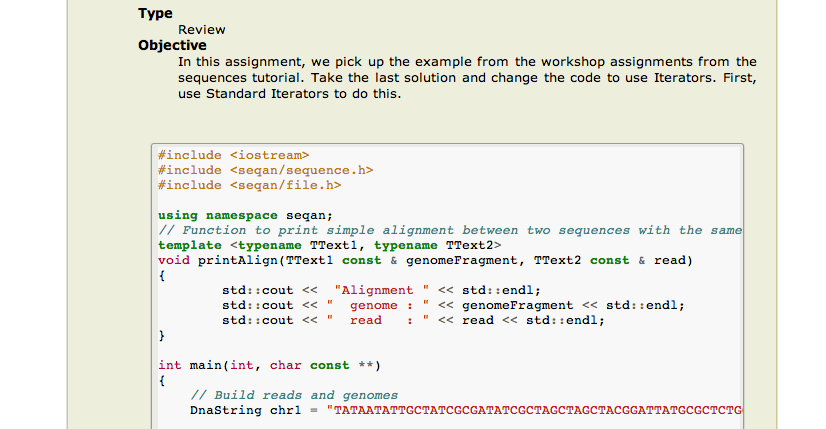 Type
Review
Objective
In this assignment, we pick up the example from the workshop assignments from the
sequences tutorial. Take the last solution and change the code to use Iterators. First,
use Standard Iterators to do this.
#include <iostream>
#include <seqan/sequence.h>
#include <seqan/file.h>
using namespace seqan;
// Function to print simple alignment between two sequences with the same
template <typename TText1, typename TText2>
void printAlign(TText1 const & genomeFragment, TText2 const & read)
{
std::cout << "Alignment " << std::endl;
std::cout << " genome : " << genomeFragment << std::endl;
std::cout << " read : " << read << std::endl;
}
int main(int, char const **)
{
// Build reads and genomes
DnaString chr1 = "TATAATATTGCTATCGCGATATCGCTAGCTAGCTACGGATTATGCGCTCTG